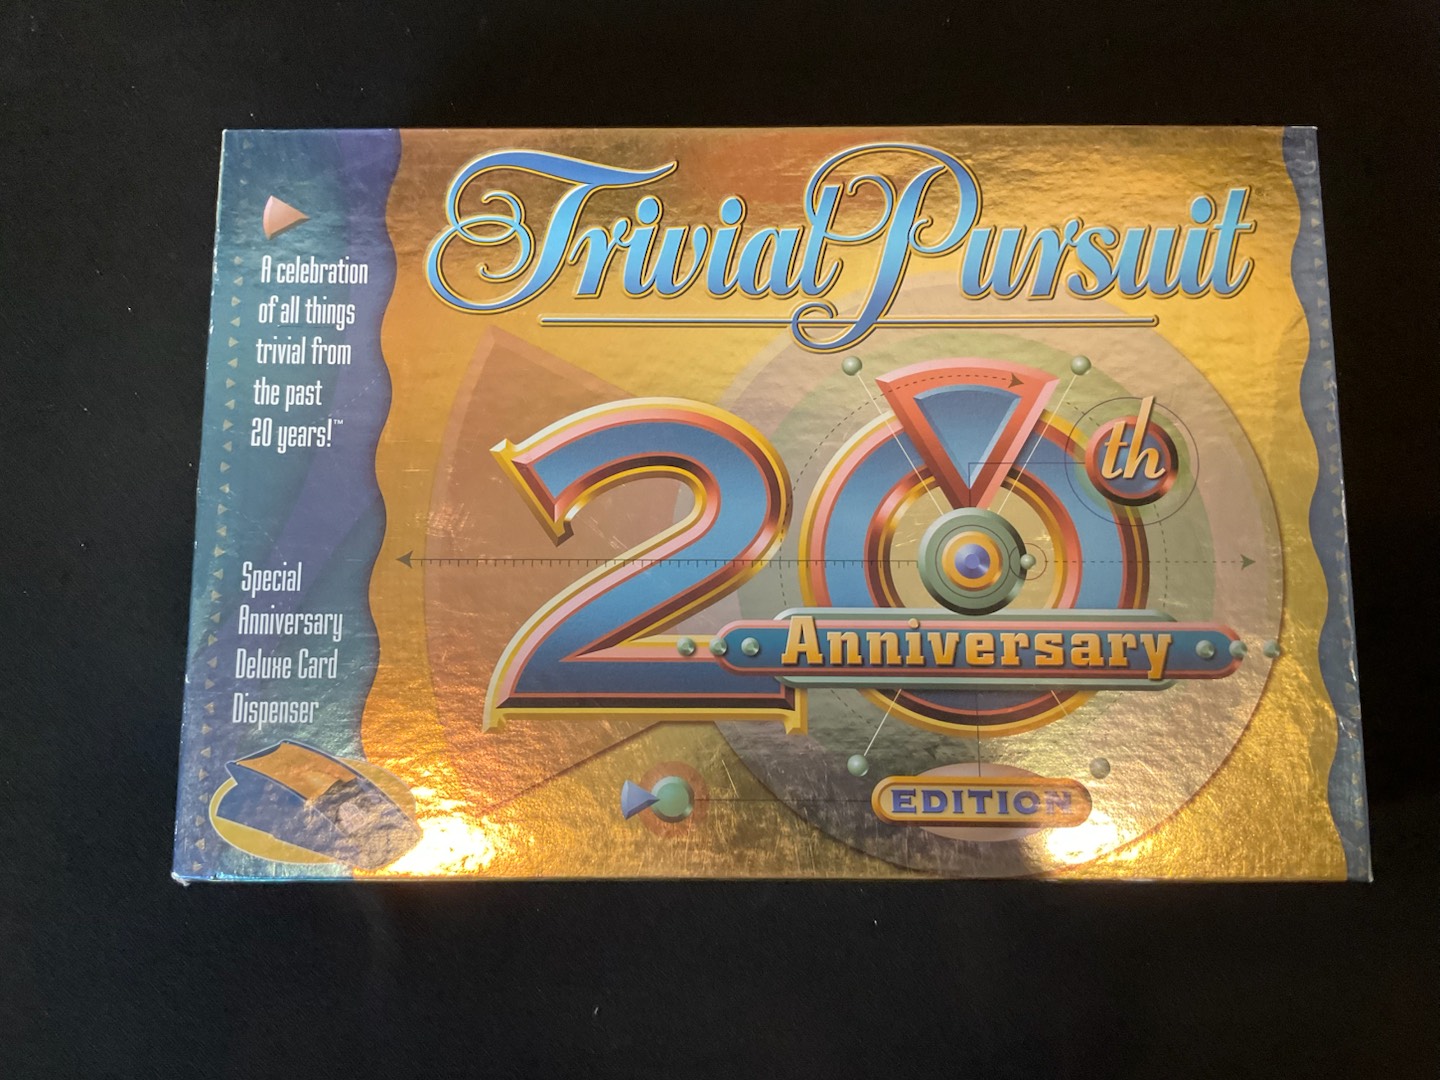 Trivial Pursuit
A celebration
of all things
trivial from
the past
20 years!™
20th
Anniversary
EDITION
Special
Anniversary
Deluxe Card
Dispenser